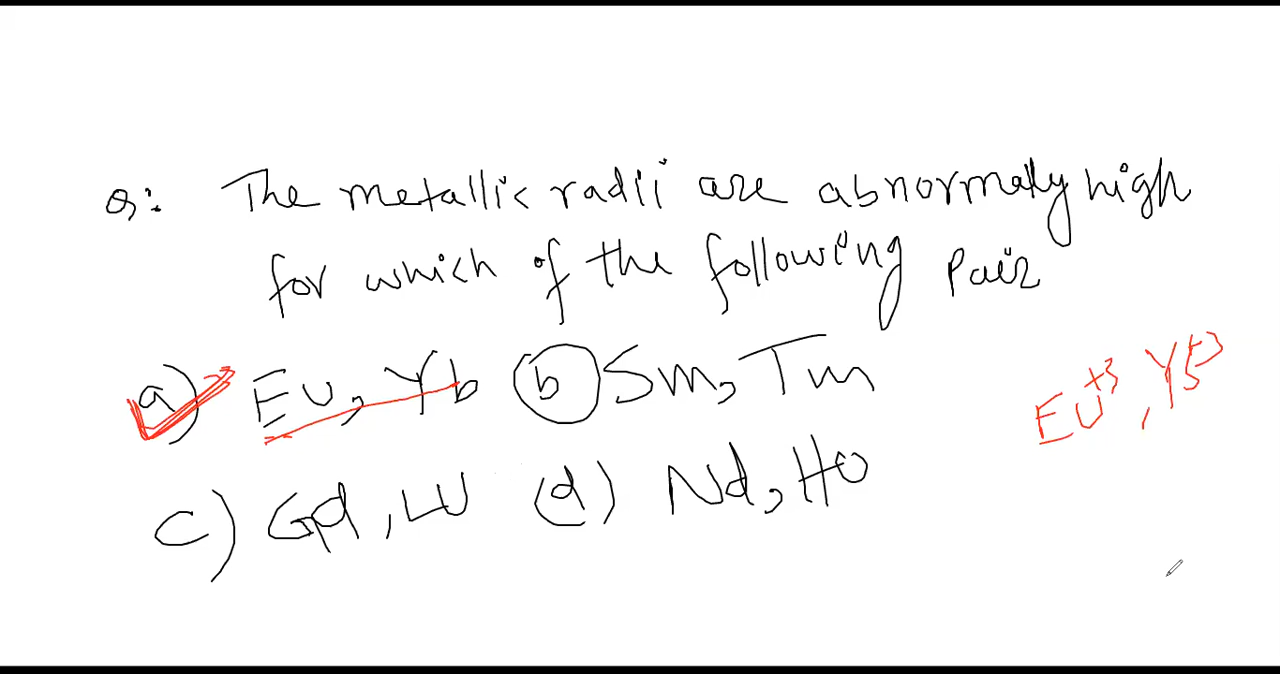 Q: The metallic radii are abnormally high
for which of the following pair
a) Eu, Yb (b) Sm, Tm
Eu+3, Yb+3
c) Gd, Lu (d) Nd, Ho